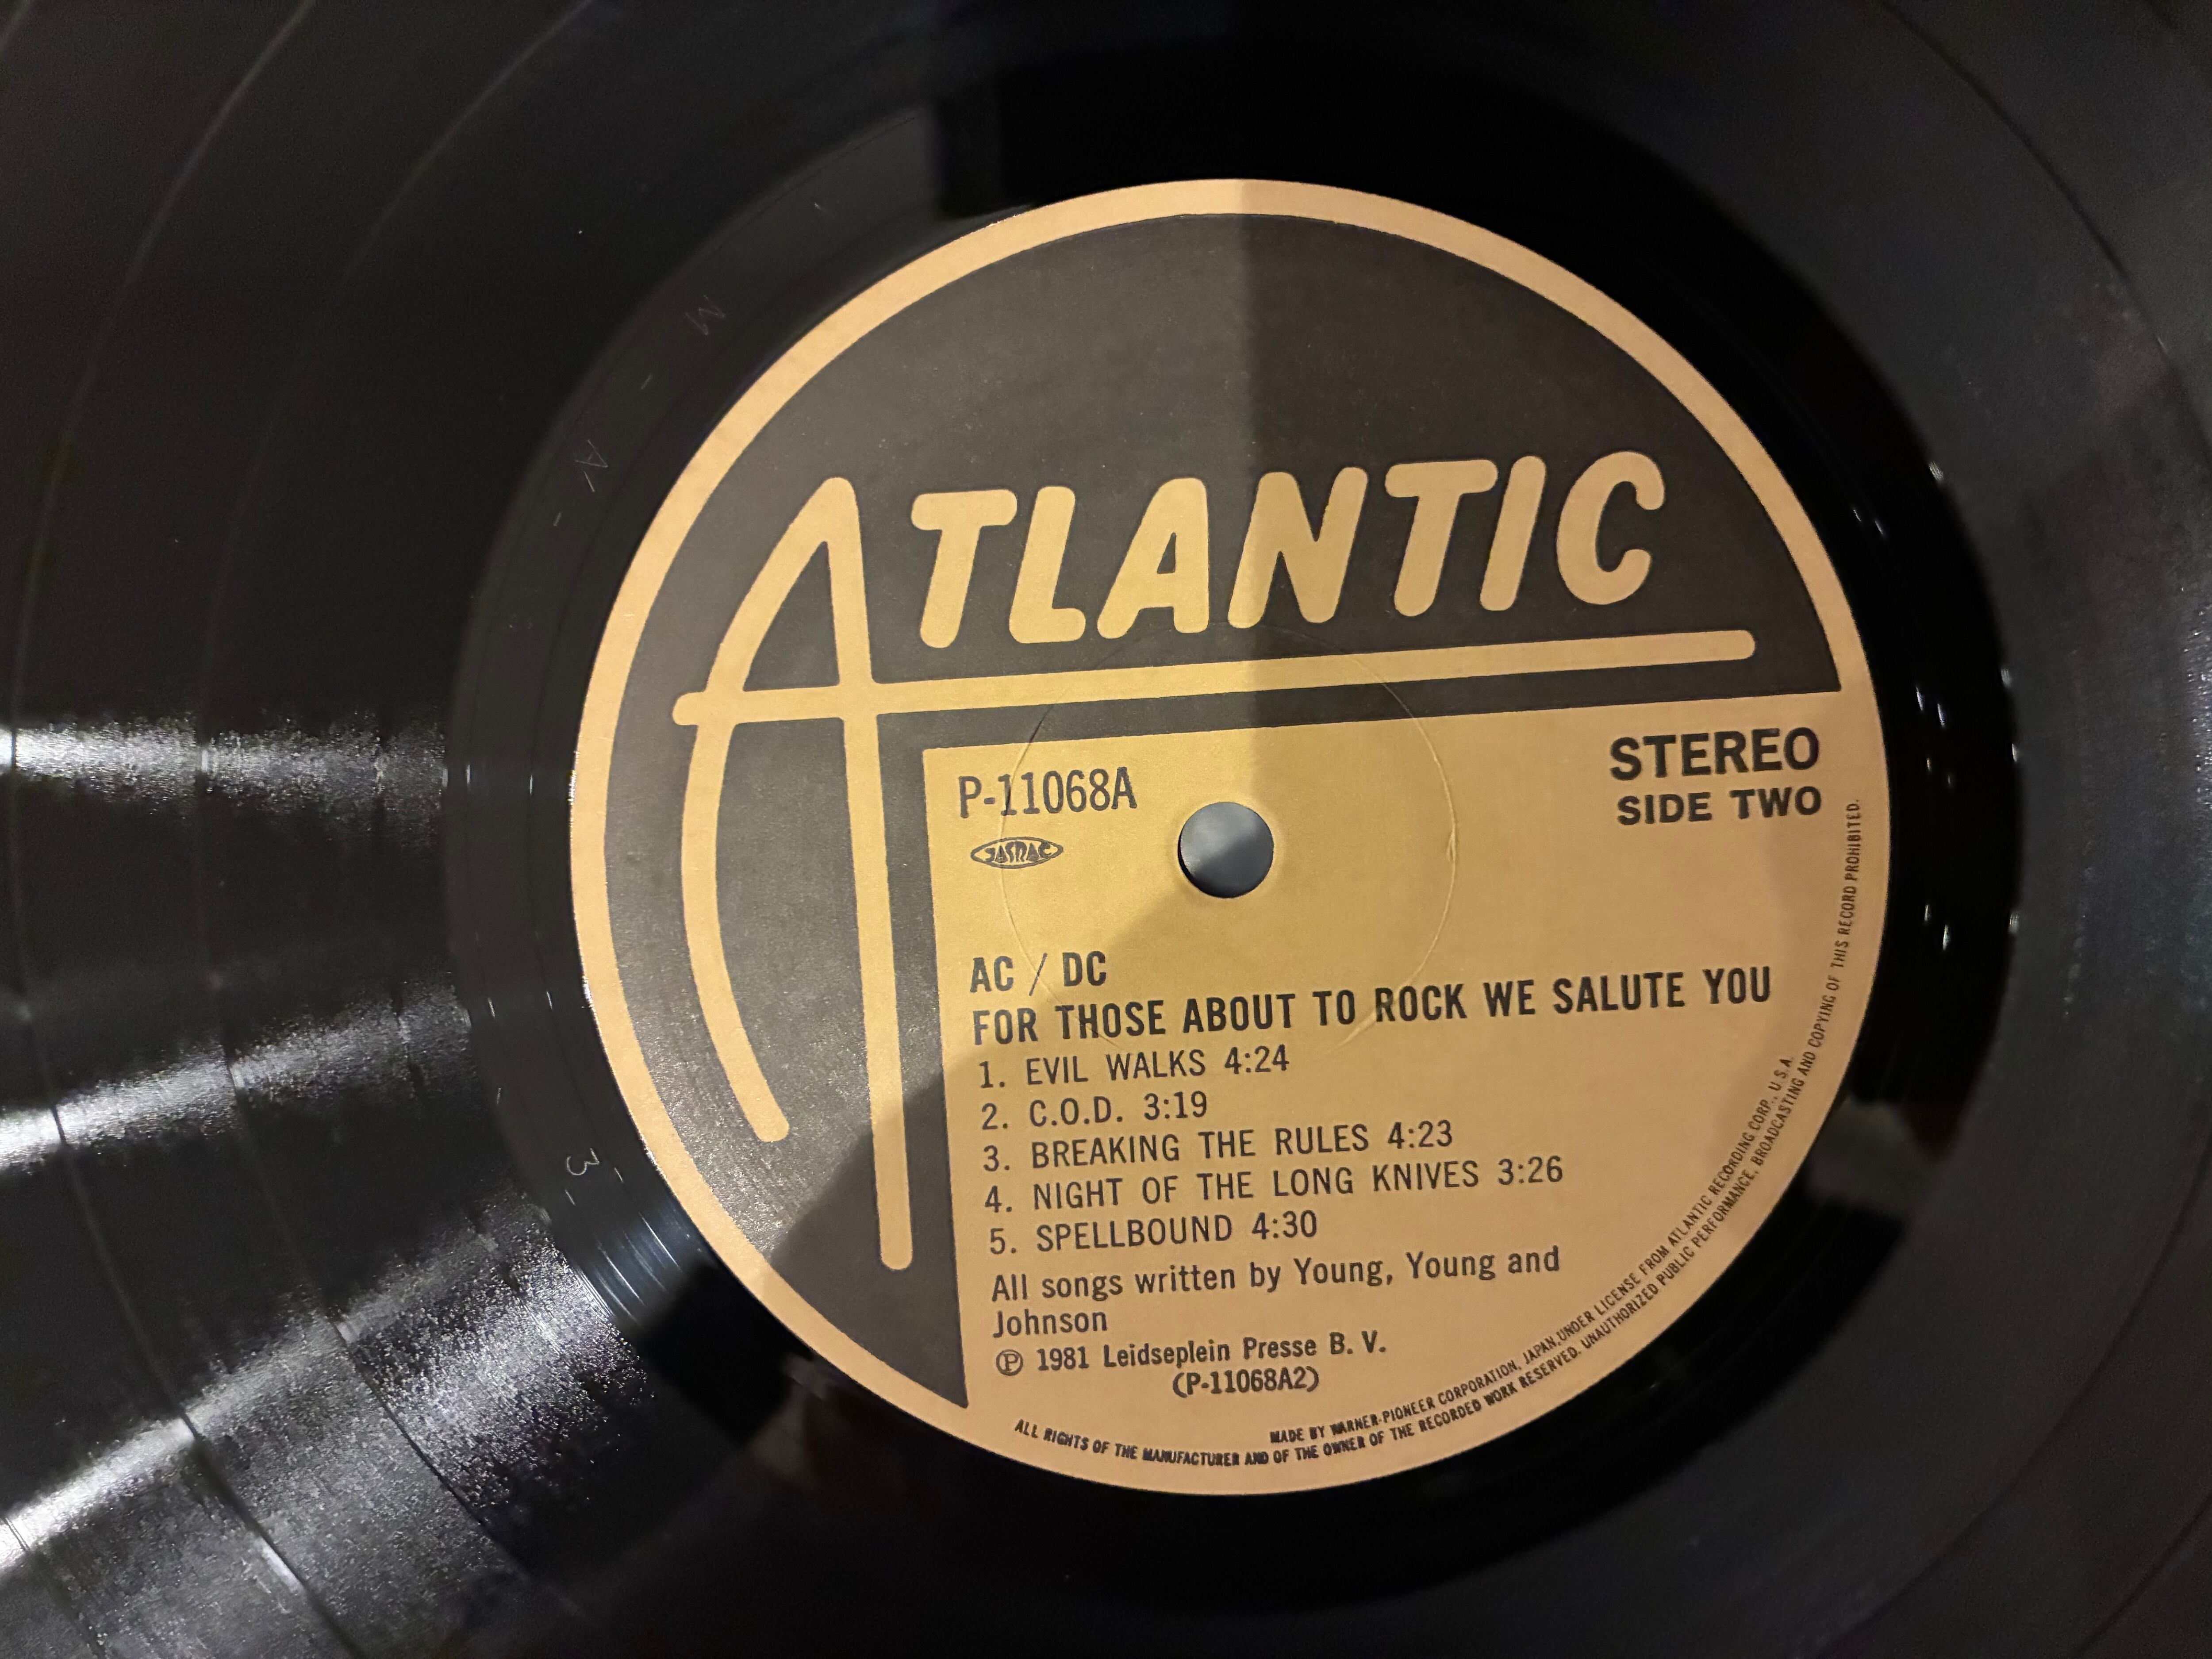 ATLANTIC
STEREO
SIDE TWO
P-11068A
JASRAC
AC / DC
FOR THOSE ABOUT TO ROCK WE SALUTE YOU
1. EVIL WALKS 4:24
2. C.O.D. 3:19
3. BREAKING THE RULES 4:23
4. NIGHT OF THE LONG KNIVES 3:26
5. SPELLBOUND 4:30
All songs written by Young, Young and
Johnson
Ⓟ 1981 Leidseplein Presse B. V.
(P-11068A2)
MADE BY WARNER-PIONEER CORPORATION, JAPAN, UNDER LICENSE FROM ATLANTIC RECORDING CORP., U.S.A.
ALL RIGHTS OF THE MANUFACTURER AND OF THE OWNER OF THE RECORDED WORK RESERVED. UNAUTHORIZED PUBLIC PERFORMANCE, BROADCASTING AND COPYING OF THIS RECORD PROHIBITED.